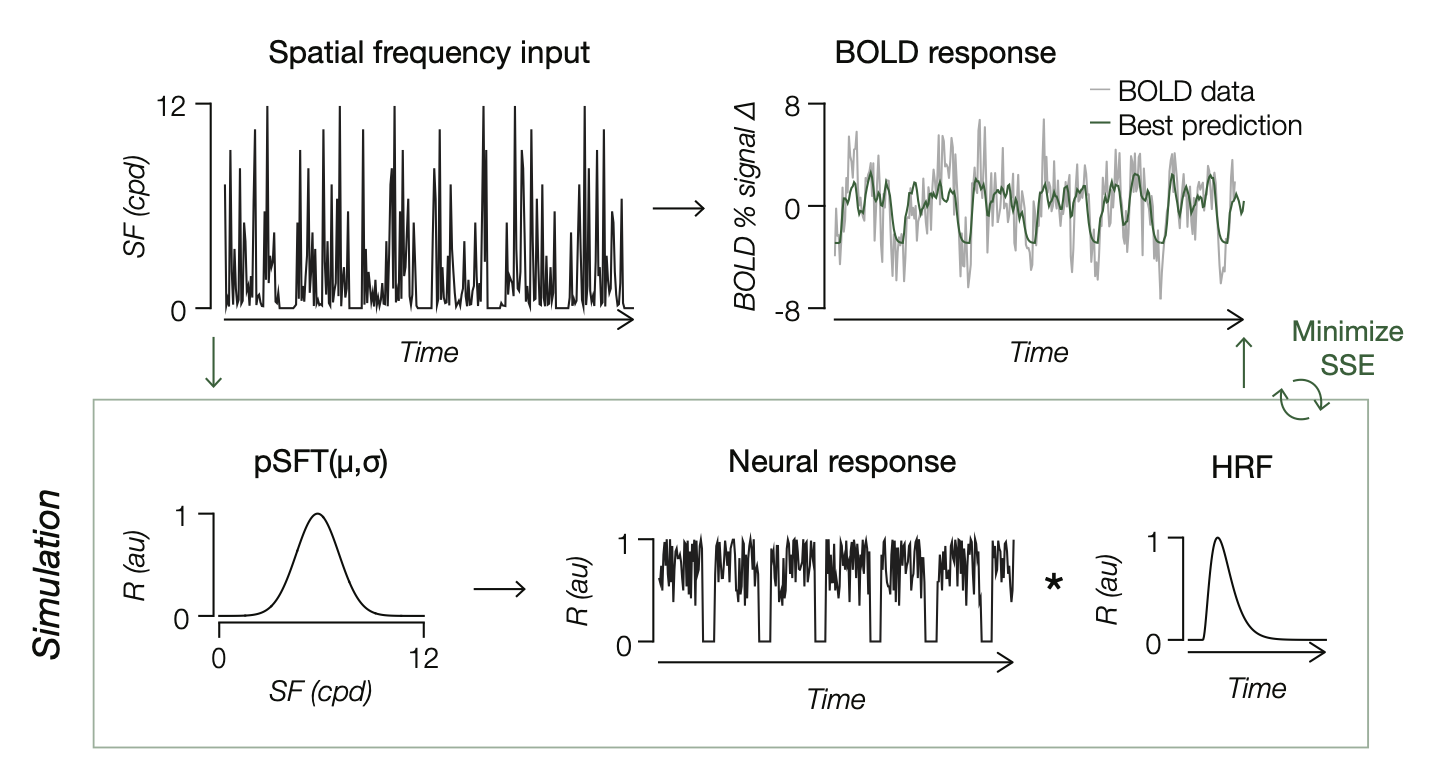 Spatial frequency input
BOLD response
12
0
SF (cpd)
Time
8
0
-8
BOLD % signal Δ
BOLD data
Best prediction
Time
Minimize
SSE
Simulation
pSFT(μ,σ)
1
0
R (au)
0
12
SF (cpd)
Neural response
1
0
R (au)
Time
*
HRF
1
0
R (au)
Time